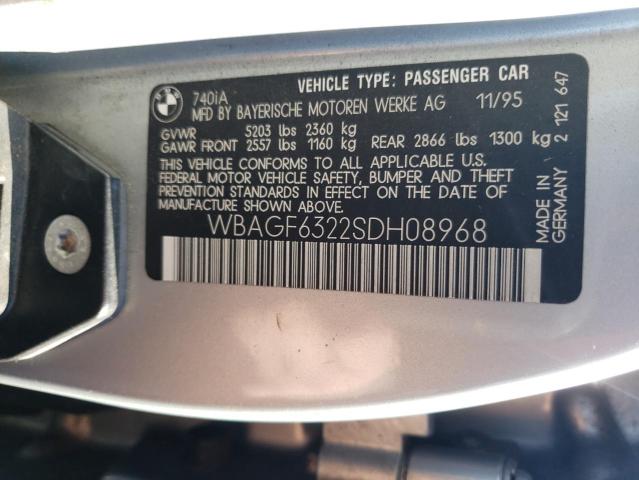 BMW
VEHICLE TYPE: PASSENGER CAR
740iA
MFD BY BAYERISCHE MOTOREN WERKE AG 11/95
GVWR 5203 lbs 2360 kg
GAWR FRONT 2557 lbs 1160 kg REAR 2866 lbs 1300 kg
THIS VEHICLE CONFORMS TO ALL APPLICABLE U.S.
FEDERAL MOTOR VEHICLE SAFETY, BUMPER AND THEFT
PREVENTION STANDARDS IN EFFECT ON THE DATE OF
MANUFACTURE SHOWN ABOVE.
WBAGF6322SDH08968
MADE IN
GERMANY 2 121 647